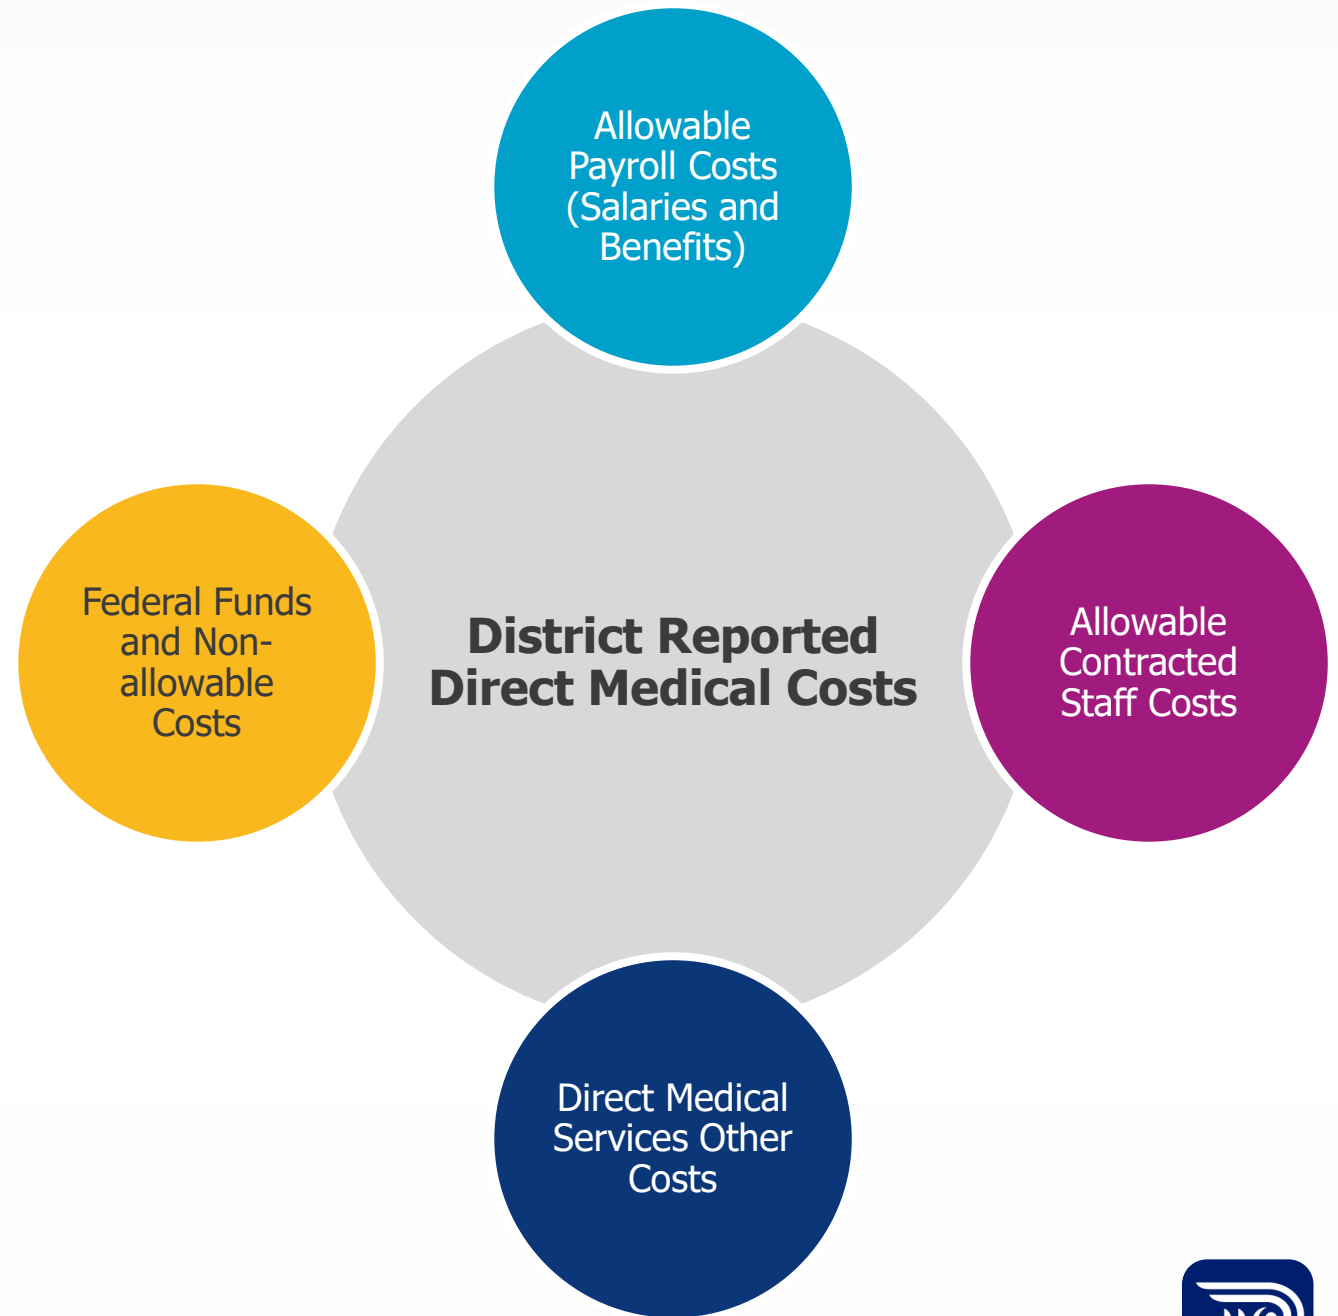 Allowable
Payroll Costs
(Salaries and
Benefits)
Federal Funds
and Non-
allowable
Costs
District Reported
Direct Medical Costs
Allowable
Contracted
Staff Costs
Direct Medical
Services Other
Costs